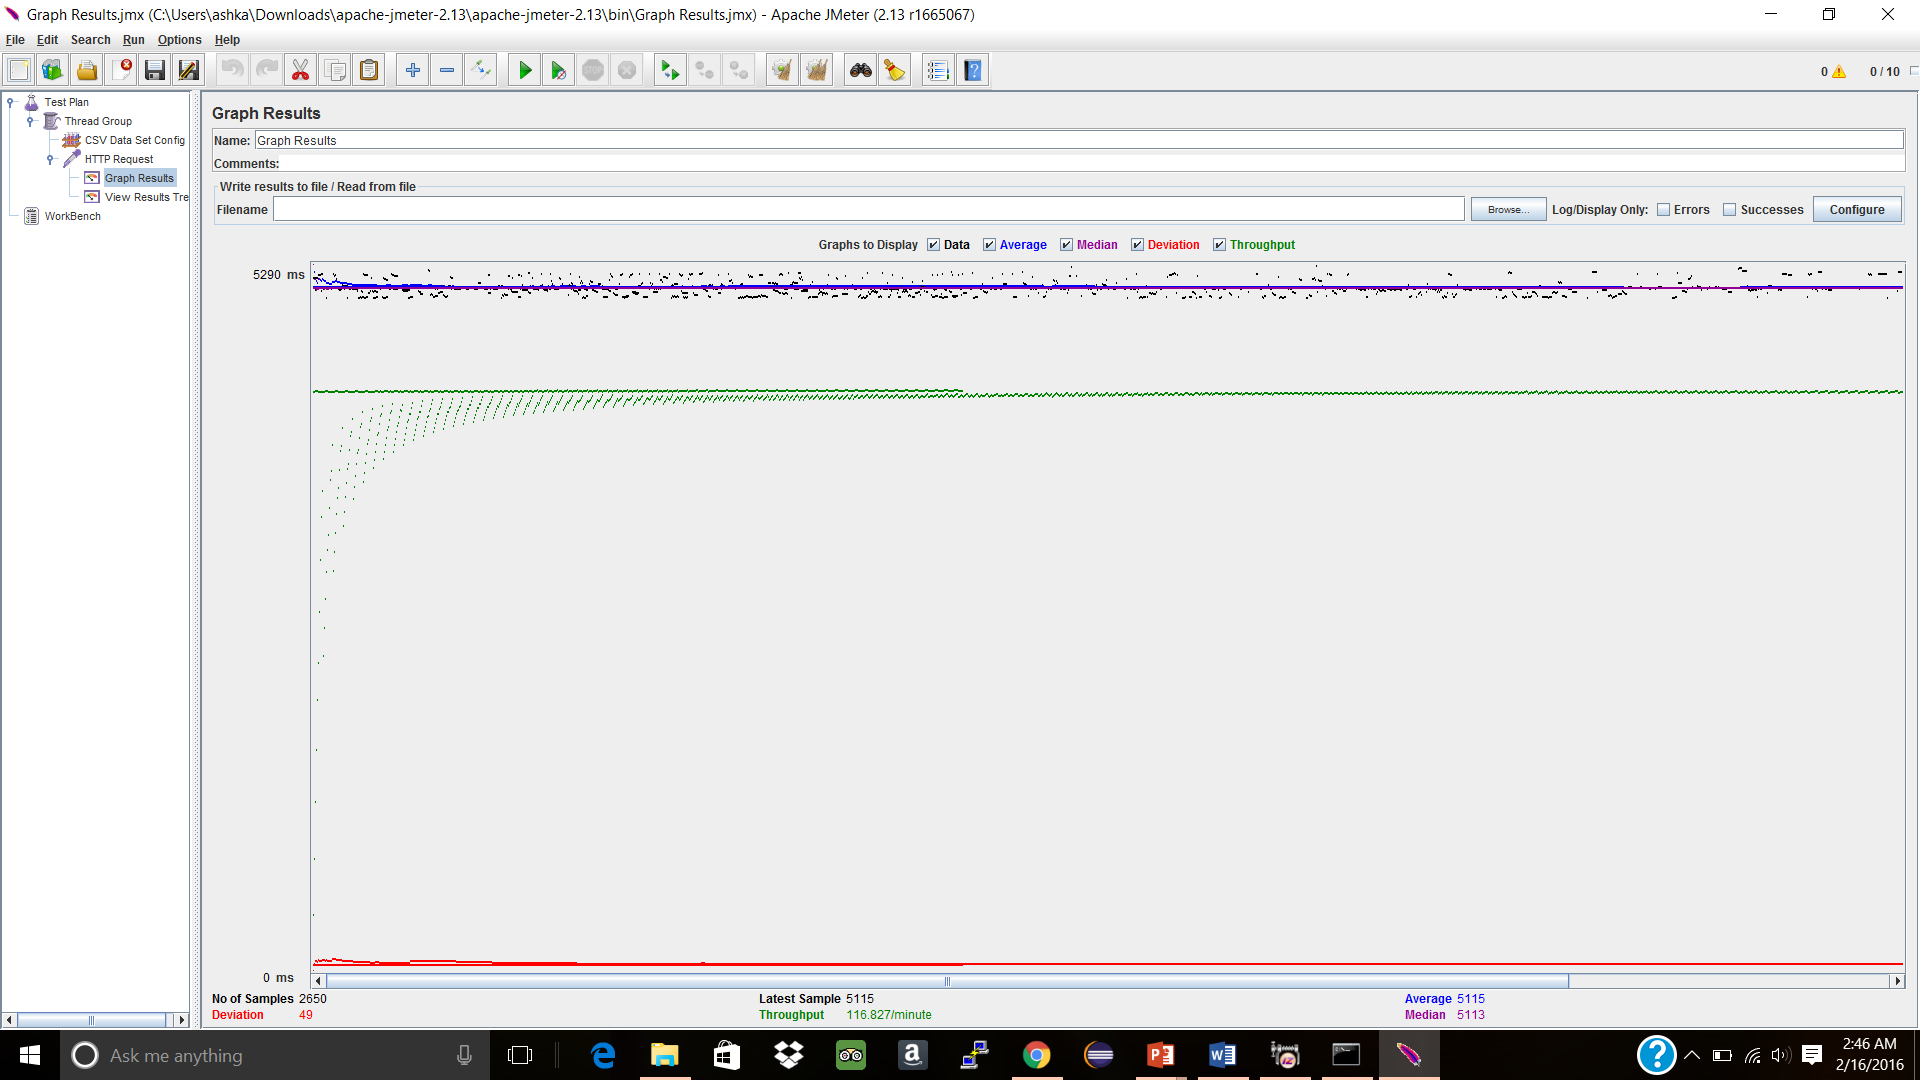 Graph Results.jmx (C:\Users\ashka\Downloads\apache-jmeter-2.13\apache-jmeter-2.13\bin\Graph Results.jmx) - Apache JMeter (2.13 r1665067)
File Edit Search Run Options Help
STOP
0 0 / 10
Test Plan
Thread Group
CSV Data Set Config
HTTP Request
Graph Results
View Results Tre
WorkBench
Graph Results
Name: Graph Results
Comments:
Write results to file / Read from file
Filename Browse... Log/Display Only: Errors Successes Configure
Graphs to Display Data Average Median Deviation Throughput
5290 ms
0 ms
No of Samples 2650 Latest Sample 5115 Average 5115
Deviation 49 Throughput 116.827/minute Median 5113
Ask me anything
2:46 AM
2/16/2016